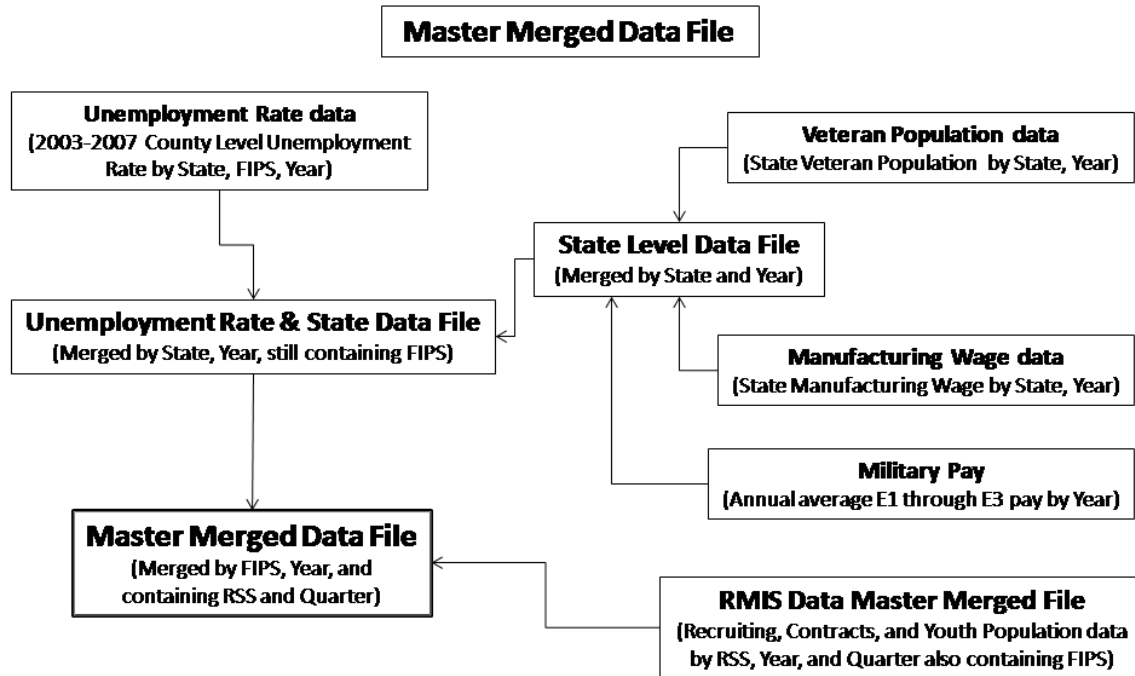 Master Merged Data File
Unemployment Rate data
(2003-2007 County Level Unemployment
Rate by State, FIPS, Year)
Veteran Population data
(State Veteran Population by State, Year)
State Level Data File
(Merged by State and Year)
Unemployment Rate & State Data File
(Merged by State, Year, still containing FIPS)
Manufacturing Wage data
(State Manufacturing Wage by State, Year)
Military Pay
(Annual average E1 through E3 pay by Year)
Master Merged Data File
(Merged by FIPS, Year, and
containing RSS and Quarter)
RMIS Data Master Merged File
(Recruiting, Contracts, and Youth Population data
by RSS, Year, and Quarter also containing FIPS)